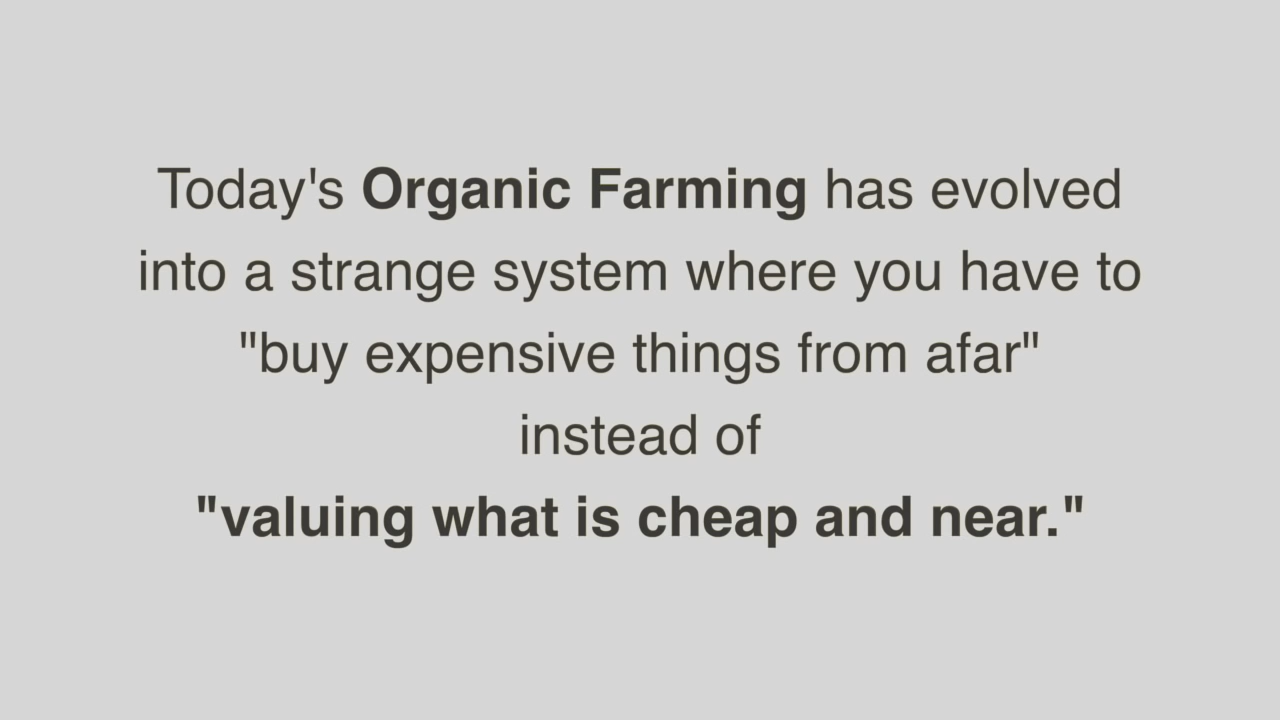 Today's Organic Farming has evolved
into a strange system where you have to
"buy expensive things from afar"
instead of
"valuing what is cheap and near."